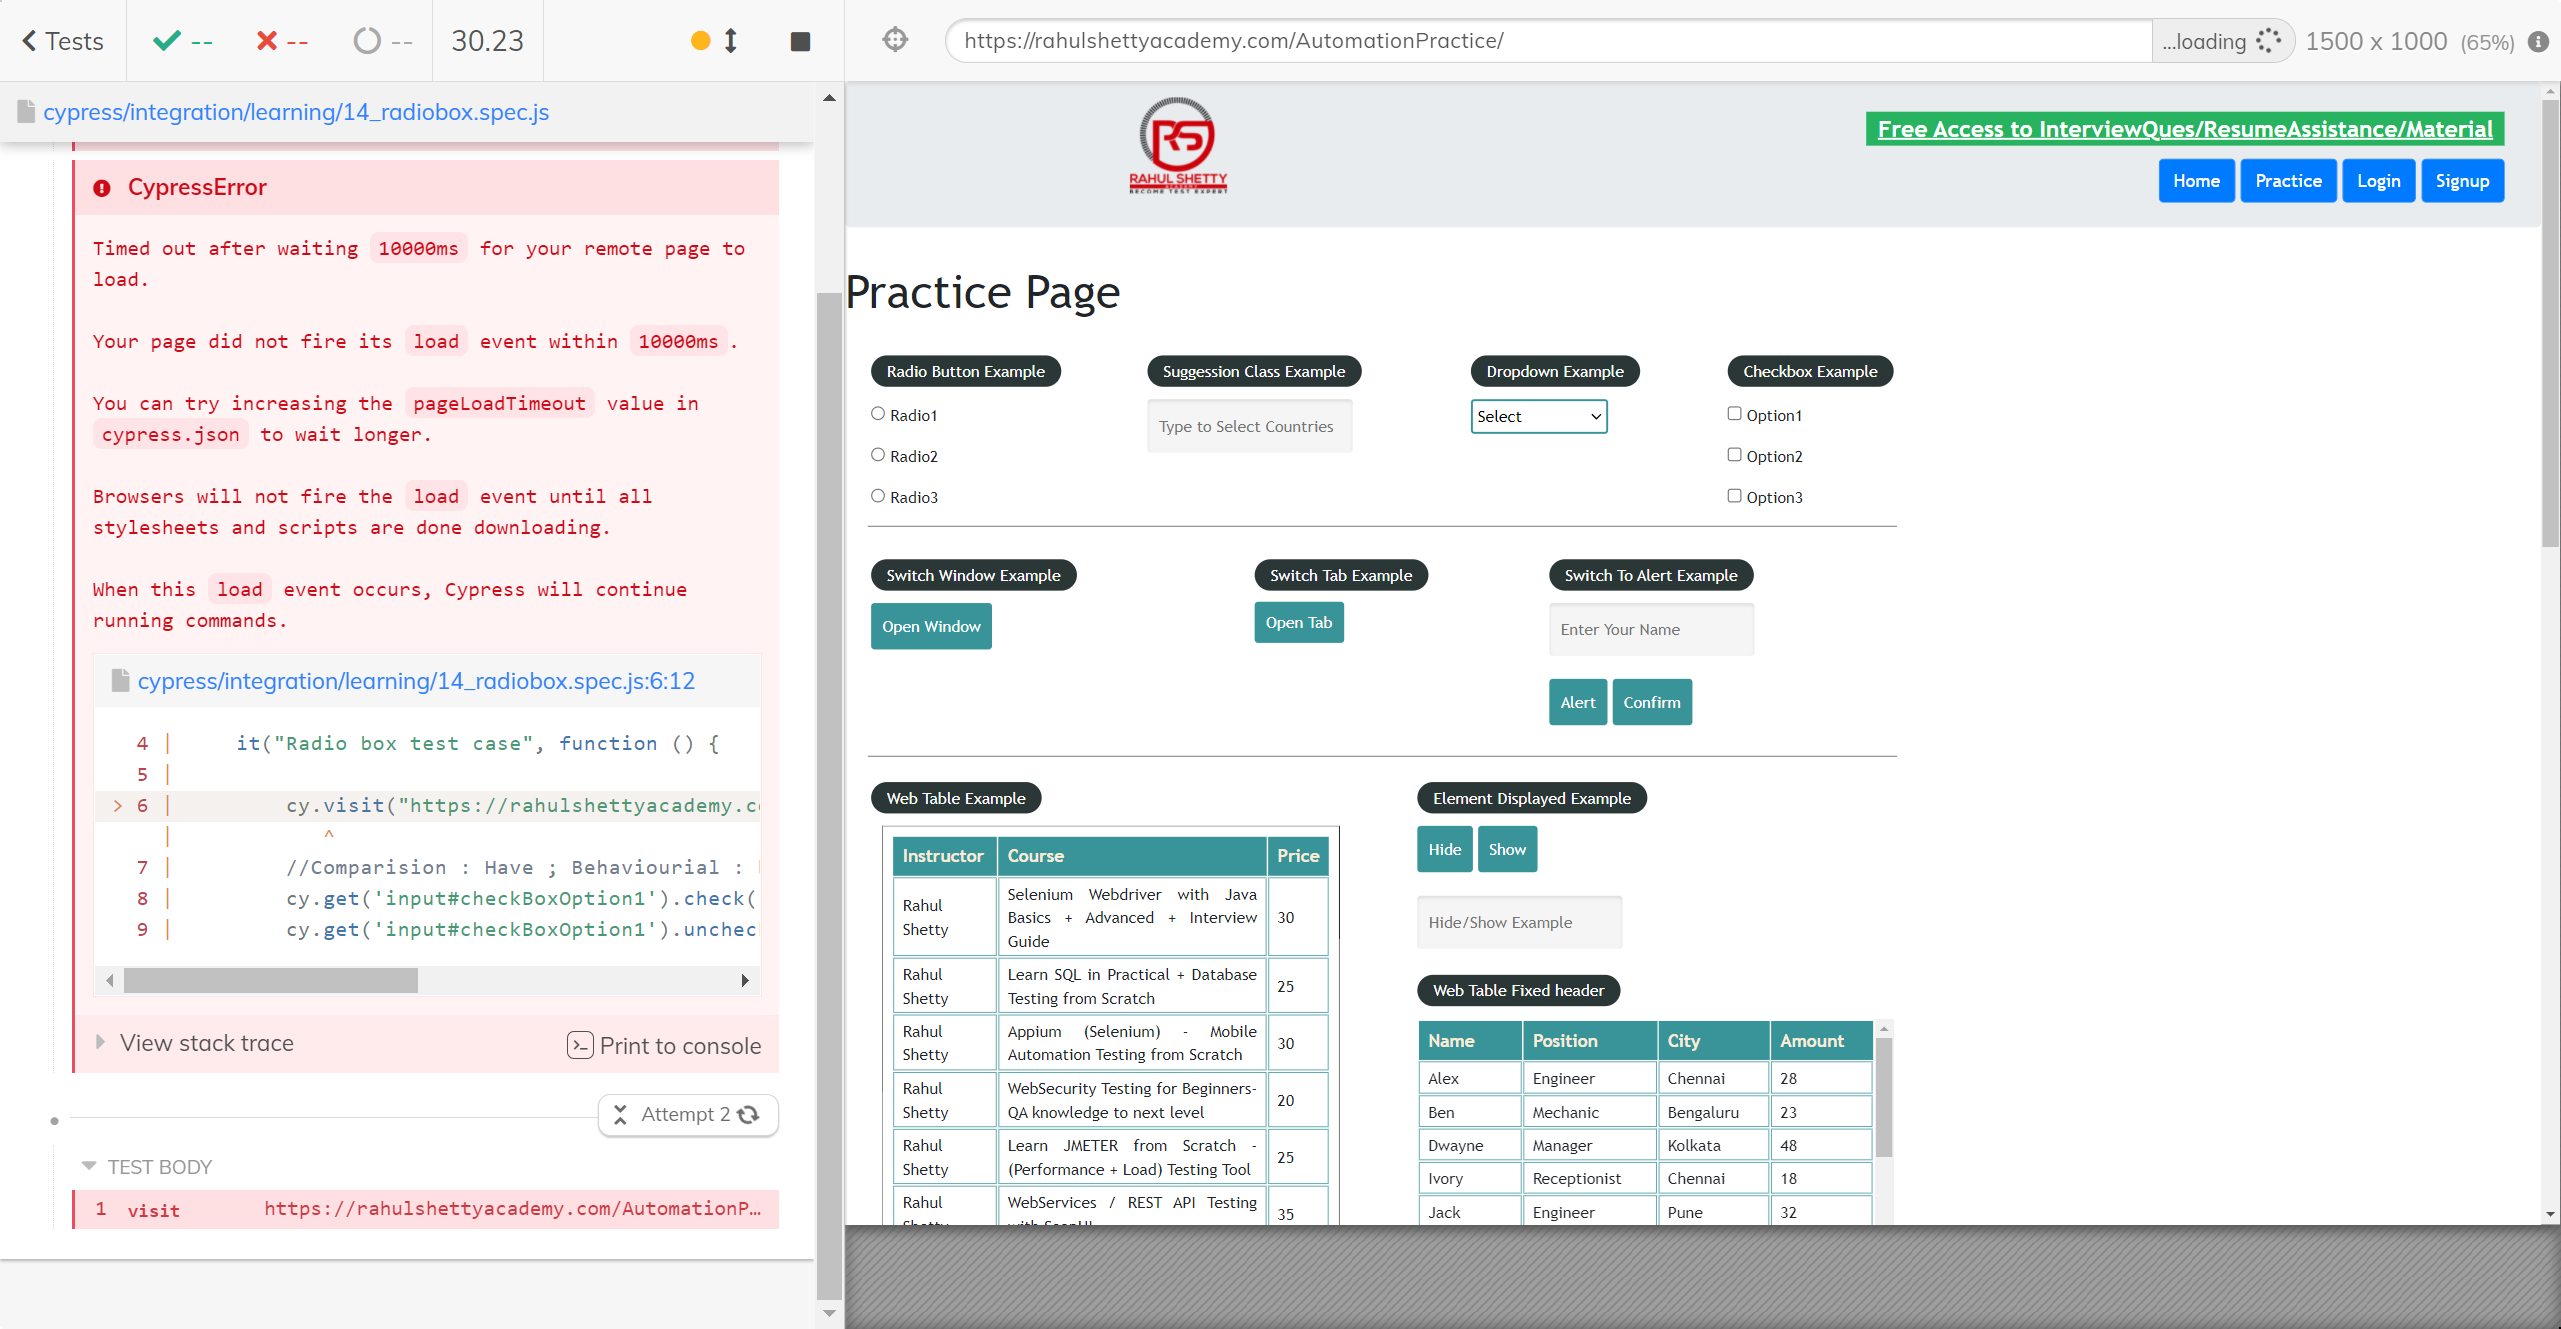 Tests
--
--
--
30.23
https://rahulshettyacademy.com/AutomationPractice/
...loading
1500 x 1000 (65%)
cypress/integration/learning/14_radiobox.spec.js
CypressError
Timed out after waiting 10000ms for your remote page to
load.
Your page did not fire its load event within 10000ms.
You can try increasing the pageLoadTimeout value in
cypress.json to wait longer.
Browsers will not fire the load event until all
stylesheets and scripts are done downloading.
When this load event occurs, Cypress will continue
running commands.
cypress/integration/learning/14_radiobox.spec.js:6:12
4 | it("Radio box test case", function () {
5 |
> 6 | cy.visit("https://rahulshettyacademy.c
| ^
7 | //Comparision : Have ; Behaviourial :
8 | cy.get('input#checkBoxOption1').check(
9 | cy.get('input#checkBoxOption1').unchec
View stack trace
Print to console
Attempt 2
TEST BODY
1 visit https://rahulshettyacademy.com/AutomationP…
RS
RAHUL SHETTY
ACADEMY
BECOME TEST EXPERT
Free Access to InterviewQues/ResumeAssistance/Material
Home Practice Login Signup
Practice Page
Radio Button Example
Radio1
Radio2
Radio3
Suggession Class Example
Type to Select Countries
Dropdown Example
Select
Checkbox Example
Option1
Option2
Option3
Switch Window Example
Open Window
Switch Tab Example
Open Tab
Switch To Alert Example
Enter Your Name
Alert Confirm
Web Table Example
Instructor Course Price
Rahul Shetty Selenium Webdriver with Java Basics + Advanced + Interview Guide 30
Rahul Shetty Learn SQL in Practical + Database Testing from Scratch 25
Rahul Shetty Appium (Selenium) - Mobile Automation Testing from Scratch 30
Rahul Shetty WebSecurity Testing for Beginners-QA knowledge to next level 20
Rahul Shetty Learn JMETER from Scratch - (Performance + Load) Testing Tool 25
Rahul Shetty WebServices / REST API Testing with SoapUI 35
Element Displayed Example
Hide Show
Hide/Show Example
Web Table Fixed header
Name Position City Amount
Alex Engineer Chennai 28
Ben Mechanic Bengaluru 23
Dwayne Manager Kolkata 48
Ivory Receptionist Chennai 18
Jack Engineer Pune 32